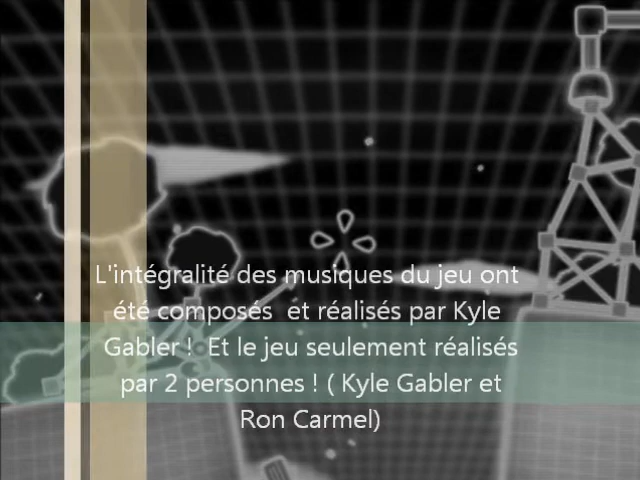 L'intégralité des musiques du jeu ont
été composés  et réalisés par Kyle
Gabler !  Et le jeu seulement réalisés
par 2 personnes ! ( Kyle Gabler et
Ron Carmel)